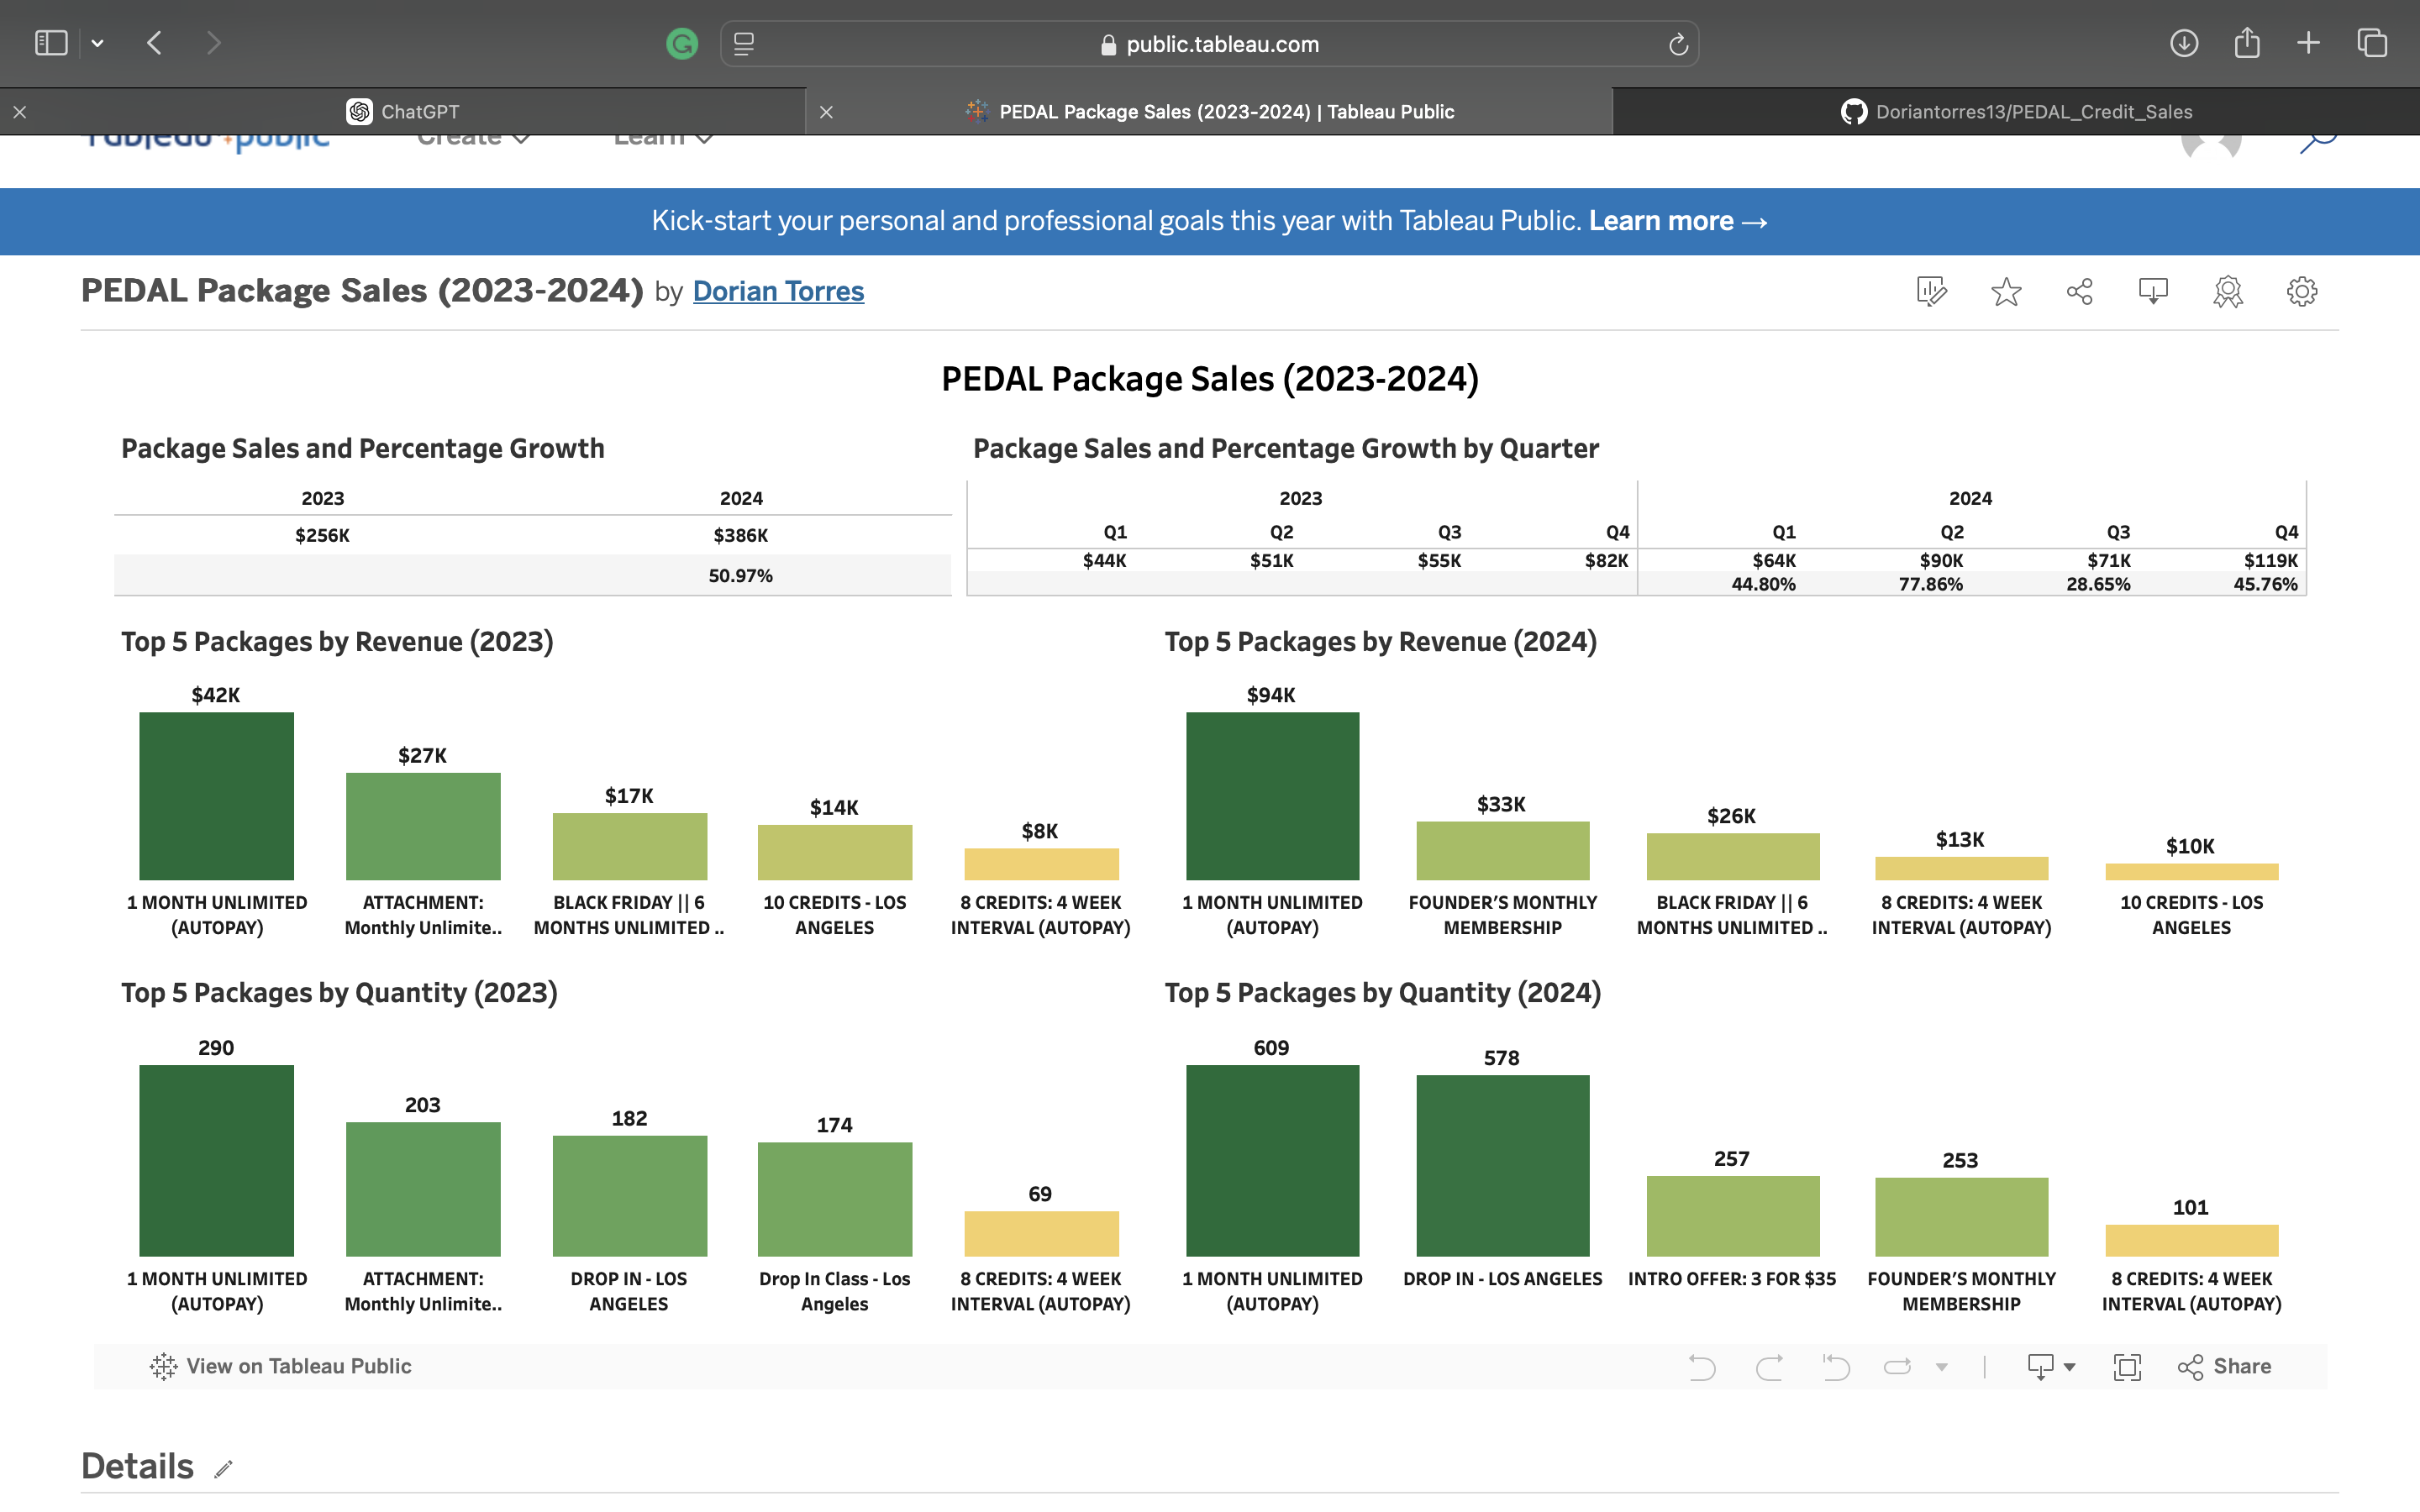 public.tableau.com
ChatGPT
PEDAL Package Sales (2023-2024) | Tableau Public
Doriantorres13/PEDAL_Credit_Sales
Create
Learn
Kick-start your personal and professional goals this year with Tableau Public. Learn more →
PEDAL Package Sales (2023-2024) by Dorian Torres
PEDAL Package Sales (2023-2024)
Package Sales and Percentage Growth
2023 2024
$256K $386K
50.97%
Package Sales and Percentage Growth by Quarter
2023 2024
Q1 Q2 Q3 Q4 Q1 Q2 Q3 Q4
$44K $51K $55K $82K $64K $90K $71K $119K
44.80% 77.86% 28.65% 45.76%
Top 5 Packages by Revenue (2023)
$42K
$27K
$17K
$14K
$8K
1 MONTH UNLIMITED
(AUTOPAY)
ATTACHMENT:
Monthly Unlimite..
BLACK FRIDAY || 6
MONTHS UNLIMITED ..
10 CREDITS - LOS
ANGELES
8 CREDITS: 4 WEEK
INTERVAL (AUTOPAY)
Top 5 Packages by Revenue (2024)
$94K
$33K
$26K
$13K
$10K
1 MONTH UNLIMITED
(AUTOPAY)
FOUNDER’S MONTHLY
MEMBERSHIP
BLACK FRIDAY || 6
MONTHS UNLIMITED ..
8 CREDITS: 4 WEEK
INTERVAL (AUTOPAY)
10 CREDITS - LOS
ANGELES
Top 5 Packages by Quantity (2023)
290
203
182
174
69
1 MONTH UNLIMITED
(AUTOPAY)
ATTACHMENT:
Monthly Unlimite..
DROP IN - LOS
ANGELES
Drop In Class - Los
Angeles
8 CREDITS: 4 WEEK
INTERVAL (AUTOPAY)
Top 5 Packages by Quantity (2024)
609
578
257
253
101
1 MONTH UNLIMITED
(AUTOPAY)
DROP IN - LOS ANGELES
INTRO OFFER: 3 FOR $35
FOUNDER’S MONTHLY
MEMBERSHIP
8 CREDITS: 4 WEEK
INTERVAL (AUTOPAY)
View on Tableau Public
Share
Details